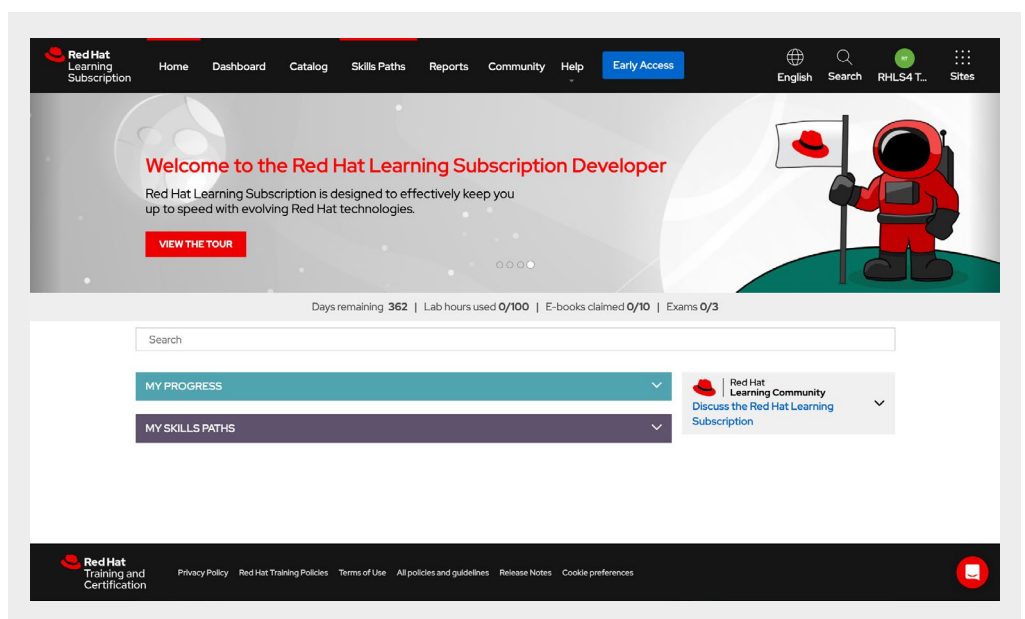 Red Hat
Learning
Subscription
Home Dashboard Catalog Skills Paths Reports Community Help Early Access
English Search RHLS4 T... Sites
Welcome to the Red Hat Learning Subscription Developer
Red Hat Learning Subscription is designed to effectively keep you
up to speed with evolving Red Hat technologies.
VIEW THE TOUR
Days remaining 362 | Lab hours used 0/100 | E-books claimed 0/10 | Exams 0/3
Search
MY PROGRESS
MY SKILLS PATHS
Red Hat
Learning Community
Discuss the Red Hat Learning
Subscription
Red Hat
Training and
Certification
Privacy Policy Red Hat Training Policies Terms of Use All policies and guidelines Release Notes Cookie preferences